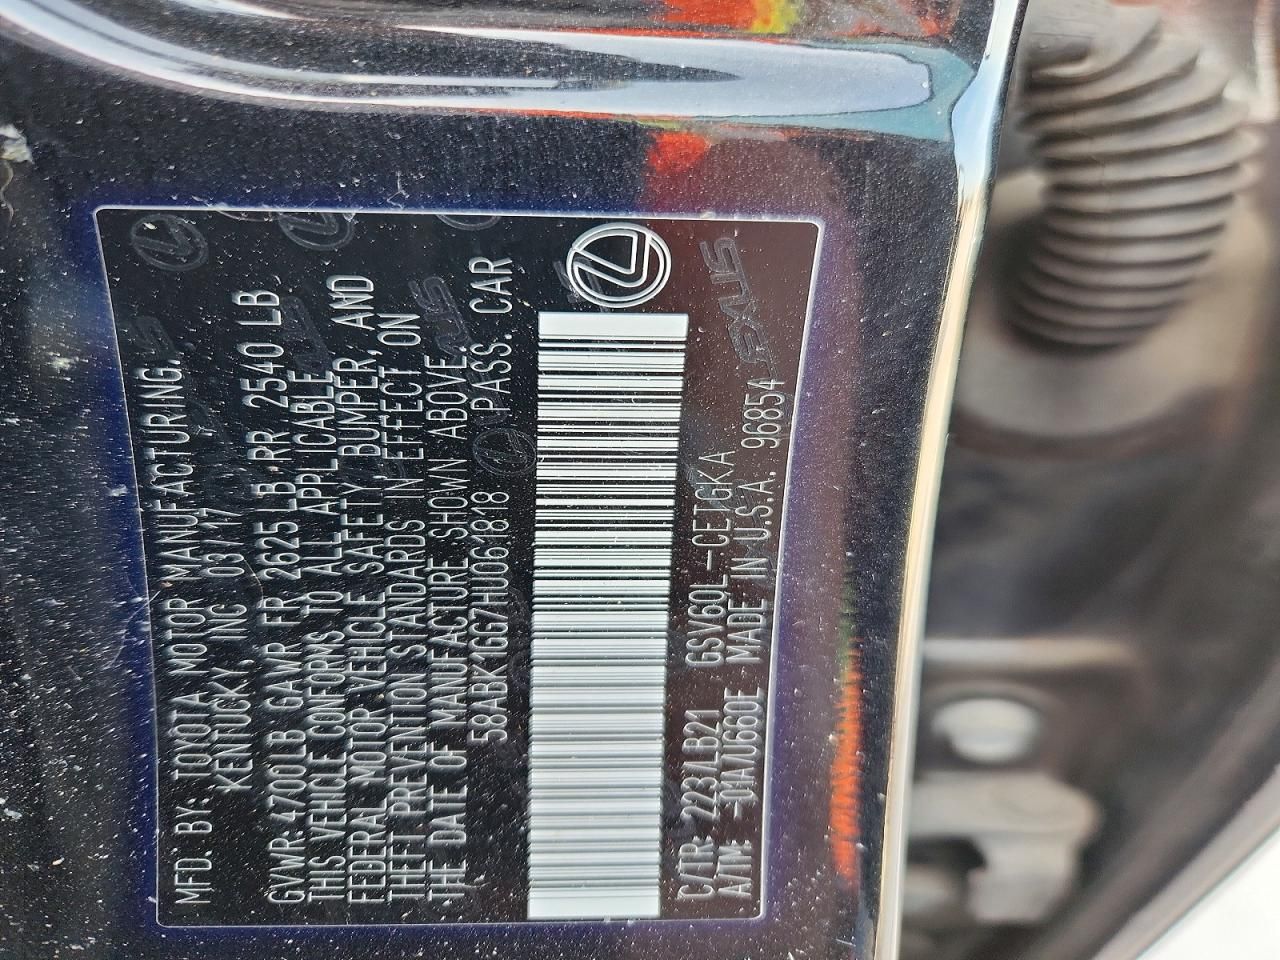 MFD. BY: TOYOTA MOTOR MANUFACTURING.
KENTUCKY, INC 03/17
GVWR: 4700LB GAWR FR 2625 LB RR 2540 LB
THIS VEHICLE CONFORMS TO ALL APPLICABLE
FEDERAL MOTOR VEHICLE SAFETY, BUMPER, AND
THEFT PREVENTION STANDARDS IN EFFECT ON
THE DATE OF MANUFACTURE SHOWN ABOVE.
58ABK1GG7HU061818 PASS. CAR
C/TR: 223/LB21 GSV60L-CETGKA
A/TM: -01A/U660E MADE IN U.S.A. 96854
LEXUS